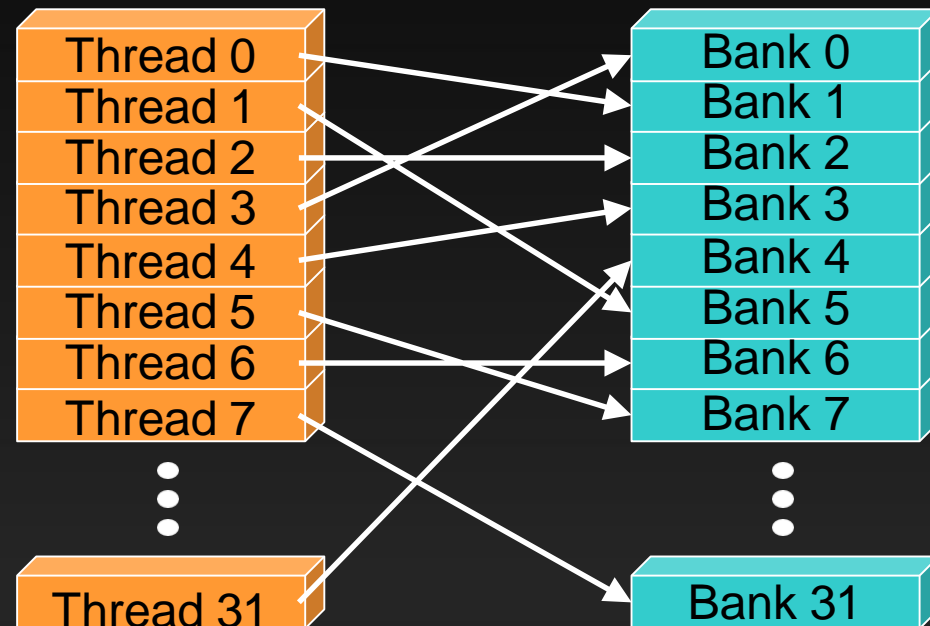 Thread 0
Thread 1
Thread 2
Thread 3
Thread 4
Thread 5
Thread 6
Thread 7
Thread 31
Bank 0
Bank 1
Bank 2
Bank 3
Bank 4
Bank 5
Bank 6
Bank 7
Bank 31